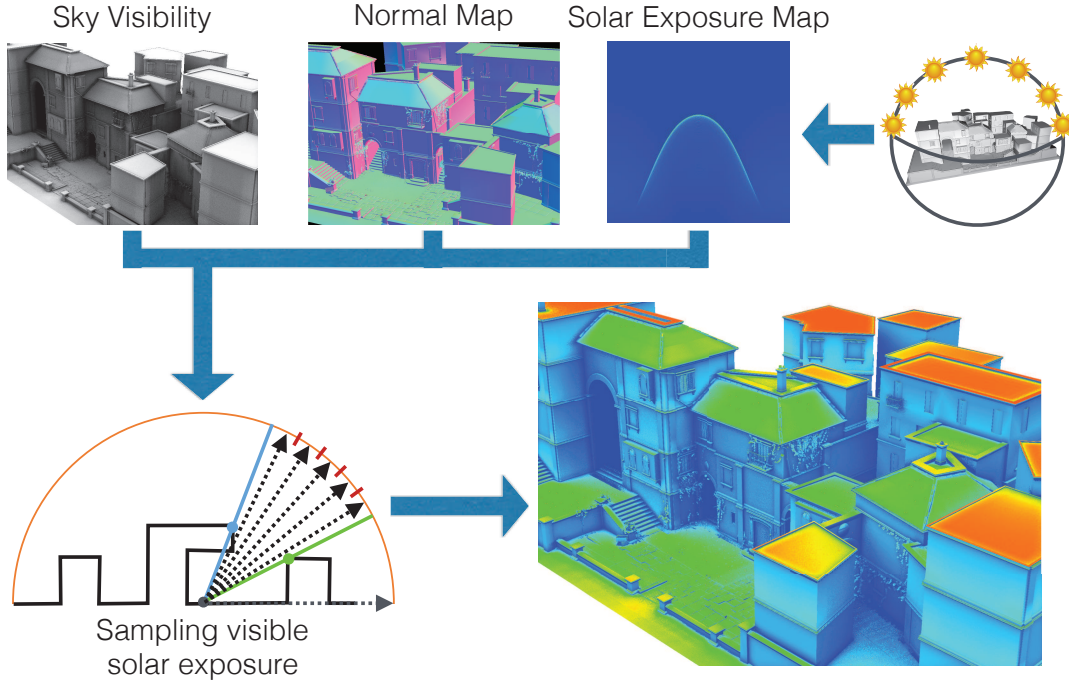 Sky Visibility
Normal Map
Solar Exposure Map
Sampling visible
solar exposure